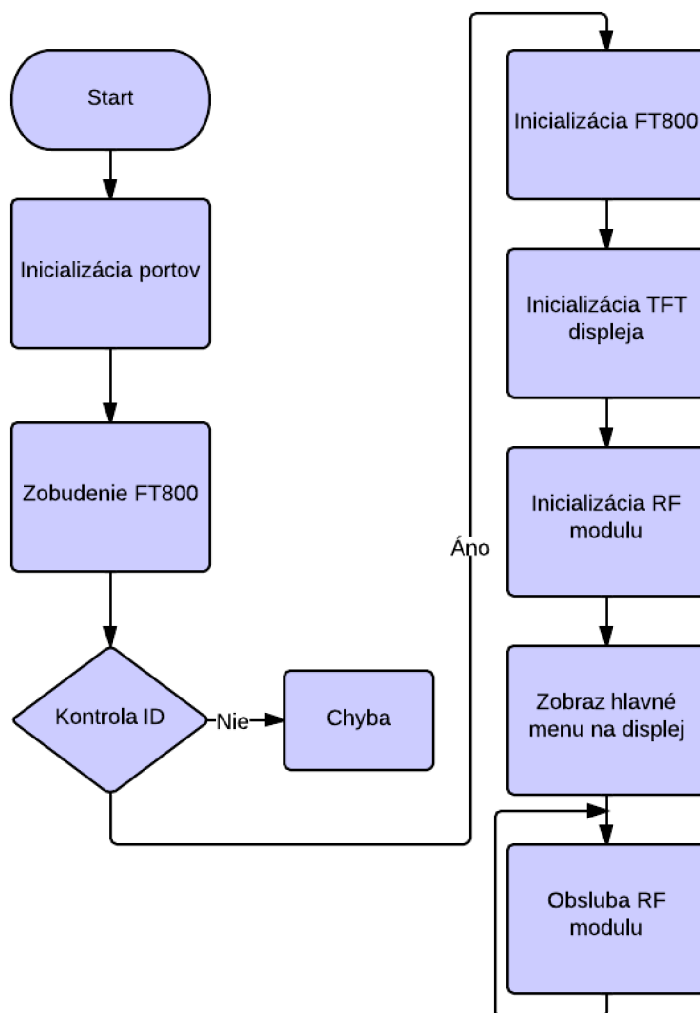 Start
Inicializácia portov
Zobudenie FT800
Kontrola ID
Nie
Chyba
Áno
Inicializácia FT800
Inicializácia TFT
displeja
Inicializácia RF
modulu
Zobraz hlavné
menu na displej
Obsluba RF
modulu